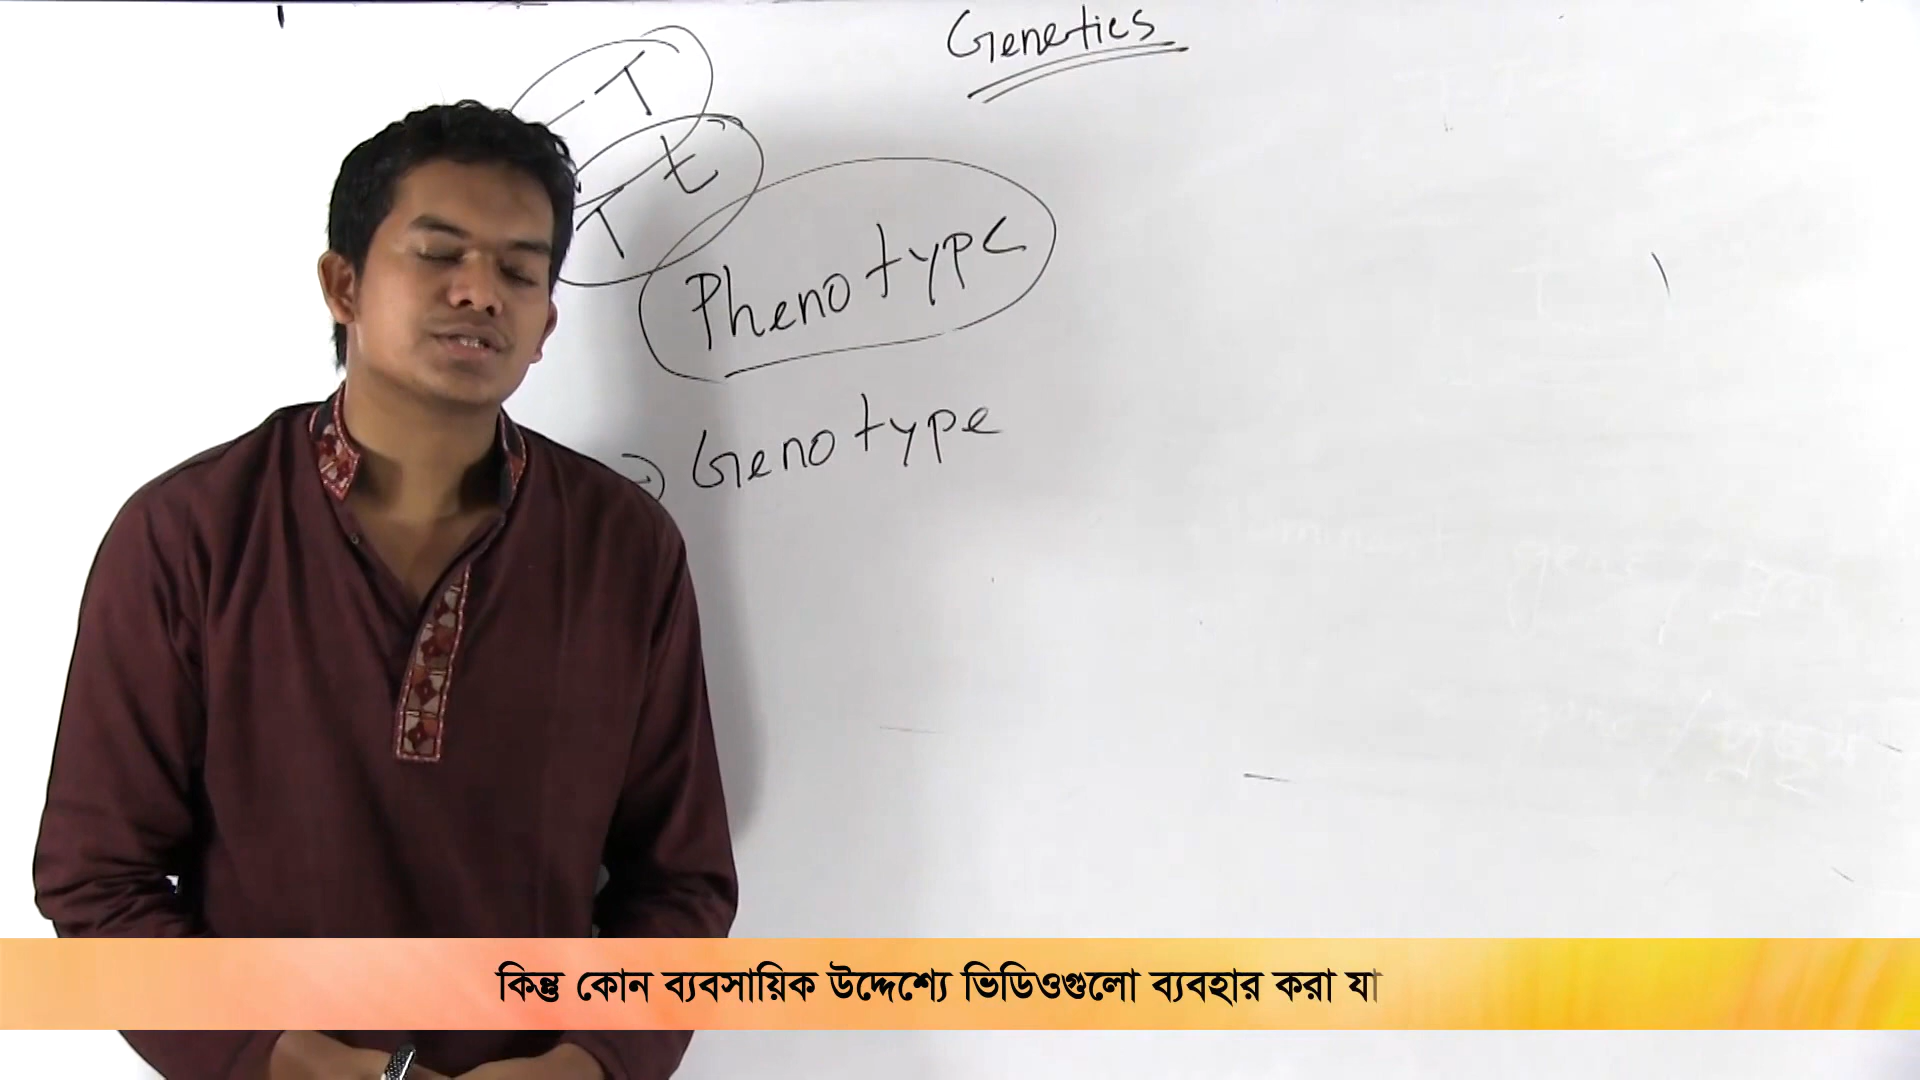 Genetics
T
t
T
Phenotype
Genotype
কিন্তু কোন ব্যবসায়িক উদ্দেশ্যে ভিডিওগুলো ব্যবহার করা যা